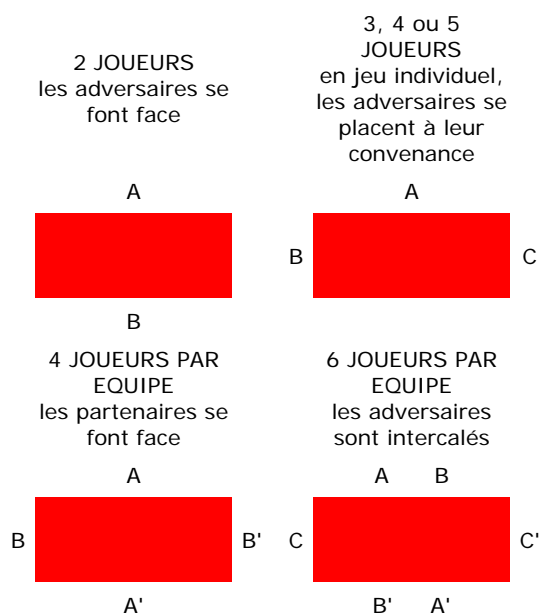 2 JOUEURS
les adversaires se
font face
A
B
3, 4 ou 5
JOUEURS
en jeu individuel,
les adversaires se
placent à leur
convenance
A
B C
4 JOUEURS PAR
EQUIPE
les partenaires se
font face
A
B B'
A'
6 JOUEURS PAR
EQUIPE
les adversaires
sont intercalés
A B
C C'
B' A'